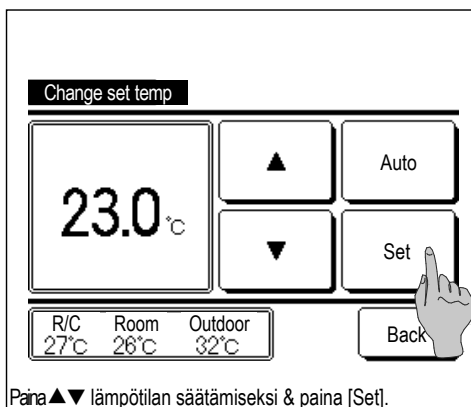 Change set temp
▲ Auto
23.0°C
▼ Set
R/C Room Outdoor
27°C 26°C 32°C
Back
Paina▲▼ lämpötilan säätämiseksi & paina [Set].